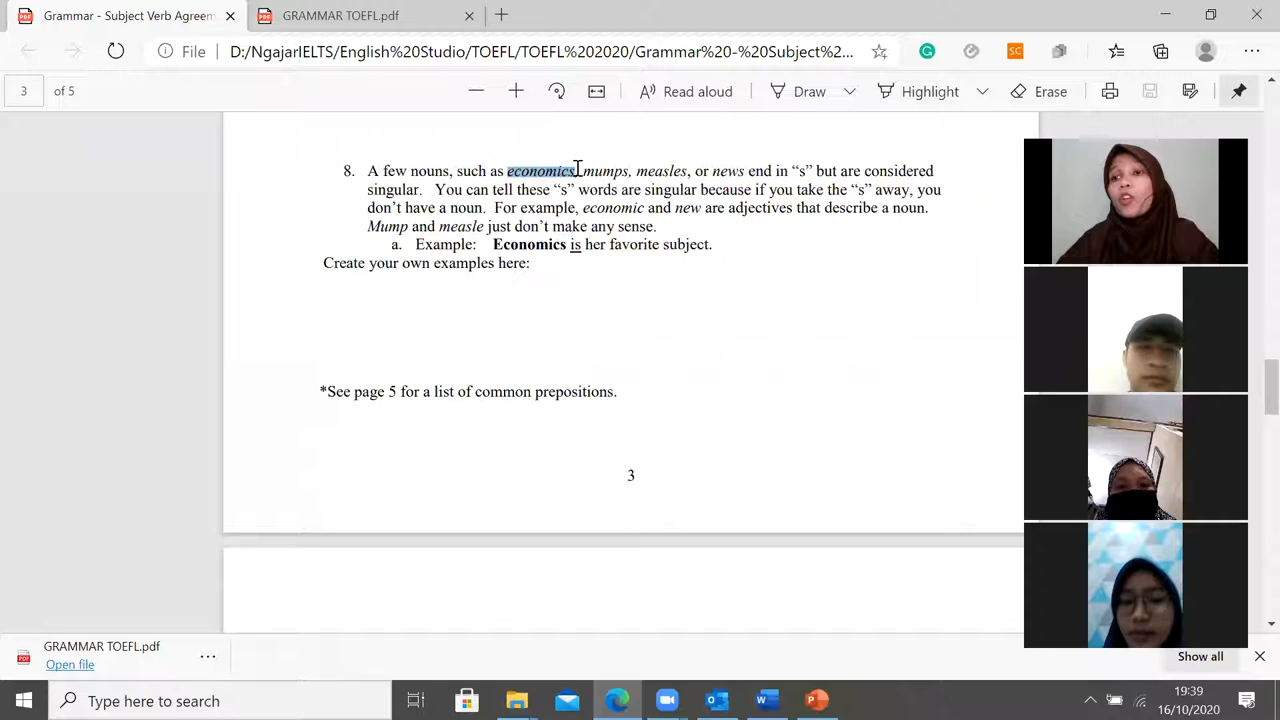 Grammar - Subject Verb Agreem
GRAMMAR TOEFL.pdf
File
D:/NgajarIELTS/English%20Studio/TOEFL/TOEFL%202020/Grammar%20-%20Subject%2...
3 of 5
Read aloud
Draw
Highlight
Erase
8. A few nouns, such as economics, mumps, measles, or news end in “s” but are considered
singular. You can tell these “s” words are singular because if you take the “s” away, you
don’t have a noun. For example, economic and new are adjectives that describe a noun.
Mump and measle just don’t make any sense.
a. Example: Economics is her favorite subject.
Create your own examples here:
*See page 5 for a list of common prepositions.
3
GRAMMAR TOEFL.pdf
Open file
Show all
Type here to search
19:39
16/10/2020